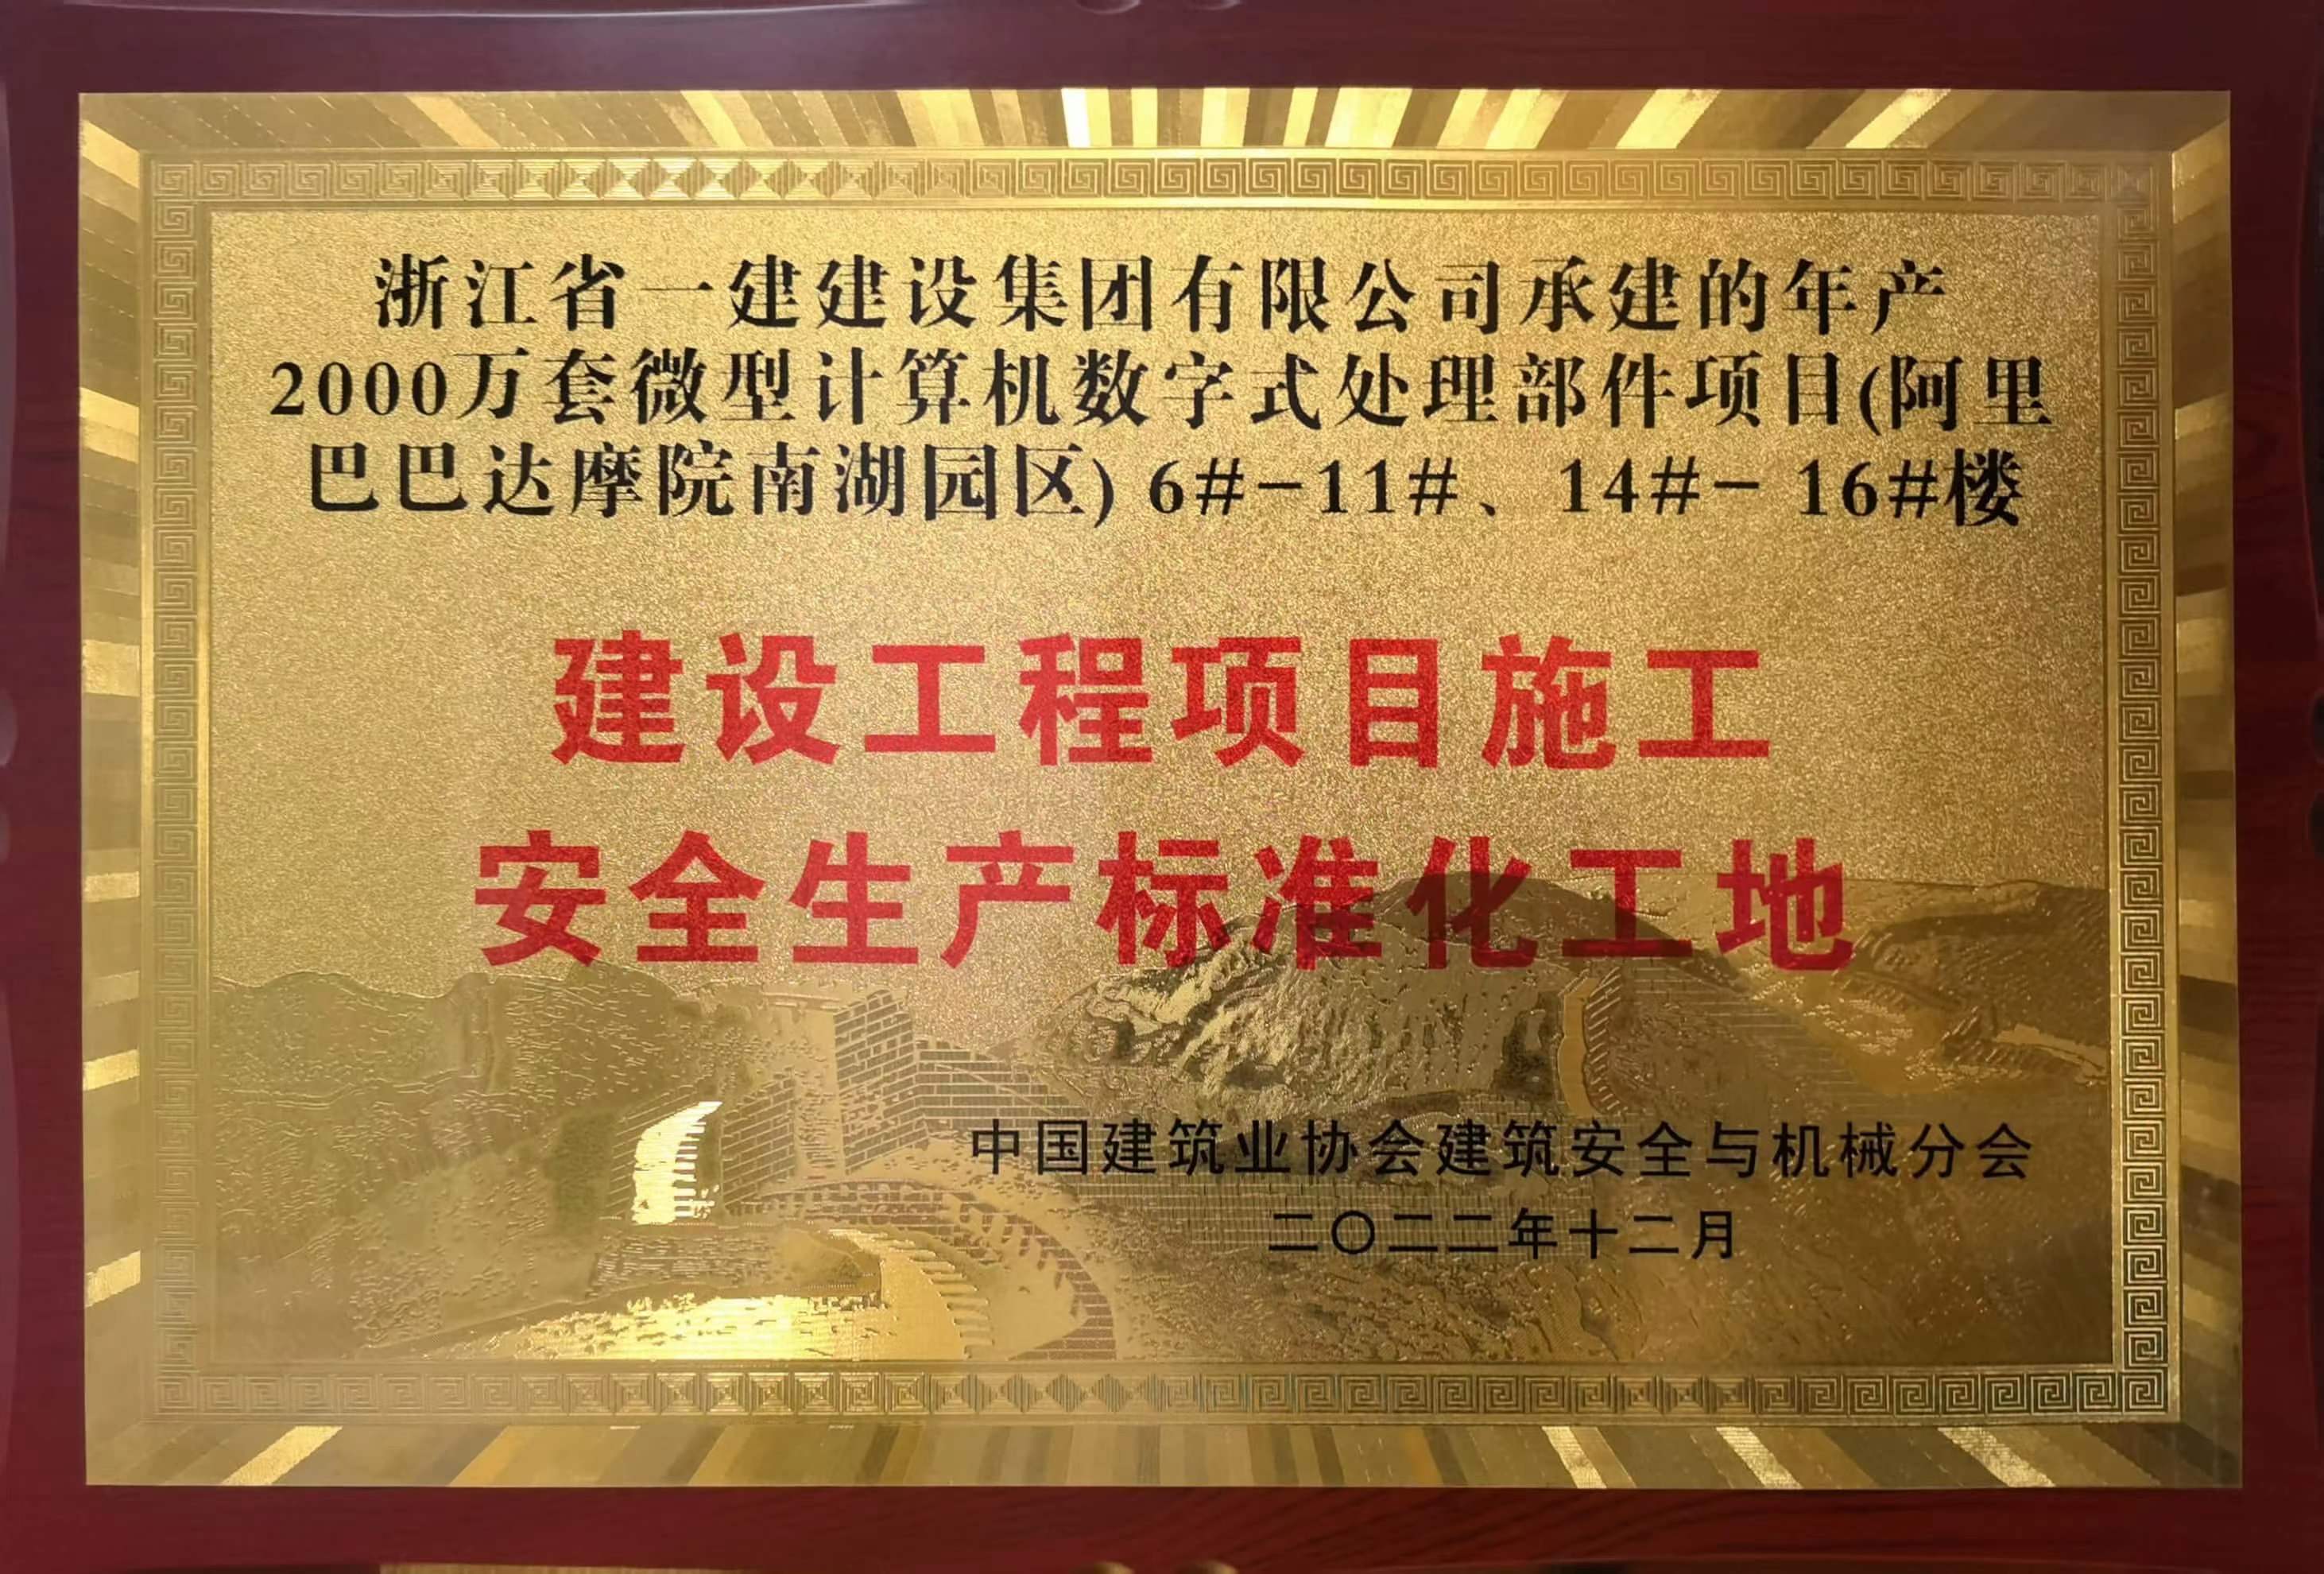 浙江省一建建设集团有限公司承建的年产
2000万套微型计算机数字式处理部件项目(阿里
巴巴达摩院南湖园区) 6#-11#、14#- 16#楼
建设工程项目施工
安全生产标准化工地
中国建筑业协会建筑安全与机械分会
二〇二二年十二月